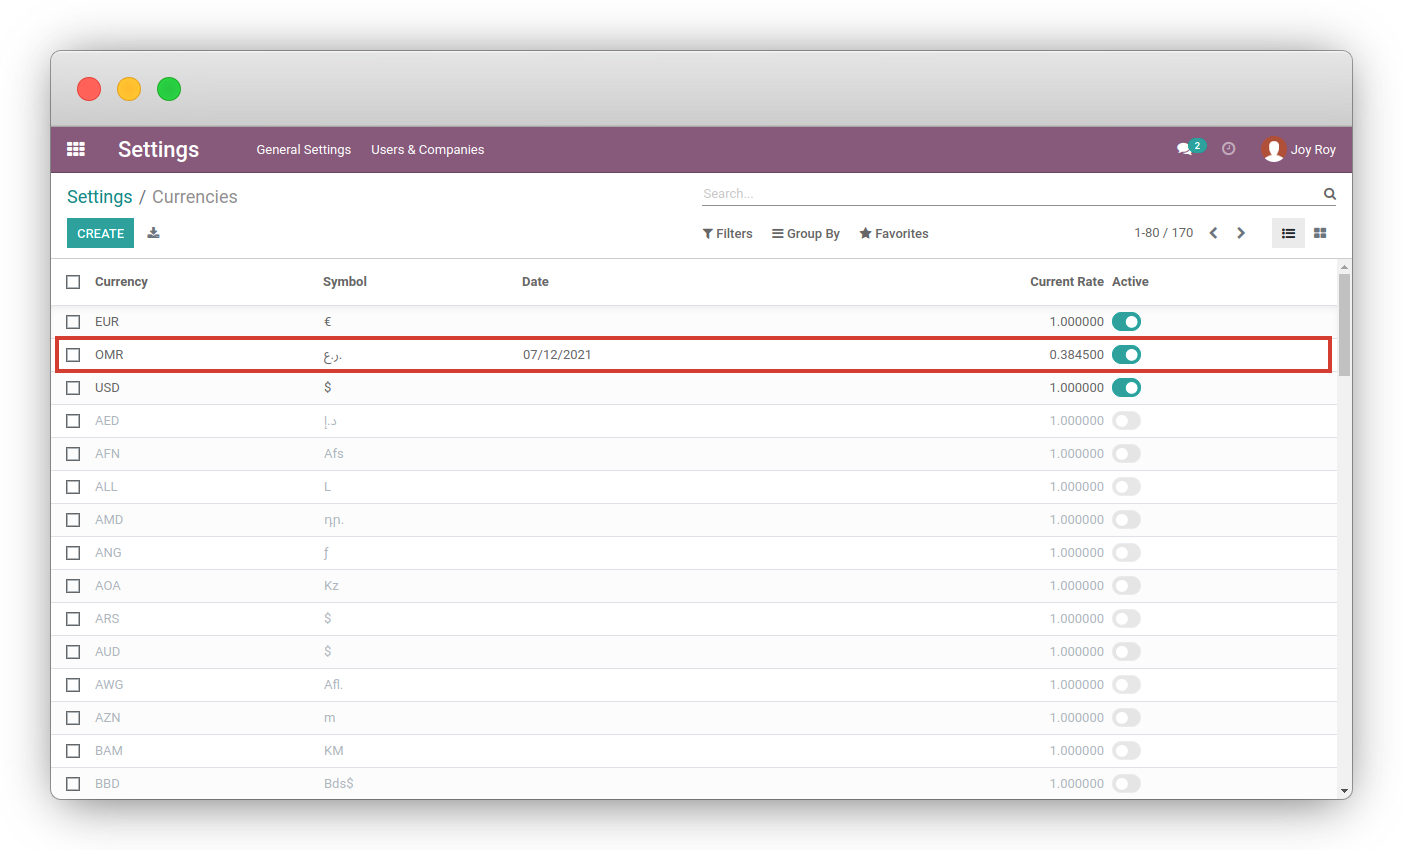 Settings General Settings Users & Companies 2 Joy Roy
Settings / Currencies Search...
CREATE Filters Group By Favorites 1-80 / 170
Currency Symbol Date Current Rate Active
EUR € 1.000000
OMR ر.ع. 07/12/2021 0.384500
USD $ 1.000000
AED د.إ 1.000000
AFN Afs 1.000000
ALL L 1.000000
AMD դր. 1.000000
ANG ƒ 1.000000
AOA Kz 1.000000
ARS $ 1.000000
AUD $ 1.000000
AWG Afl. 1.000000
AZN m 1.000000
BAM KM 1.000000
BBD Bds$ 1.000000